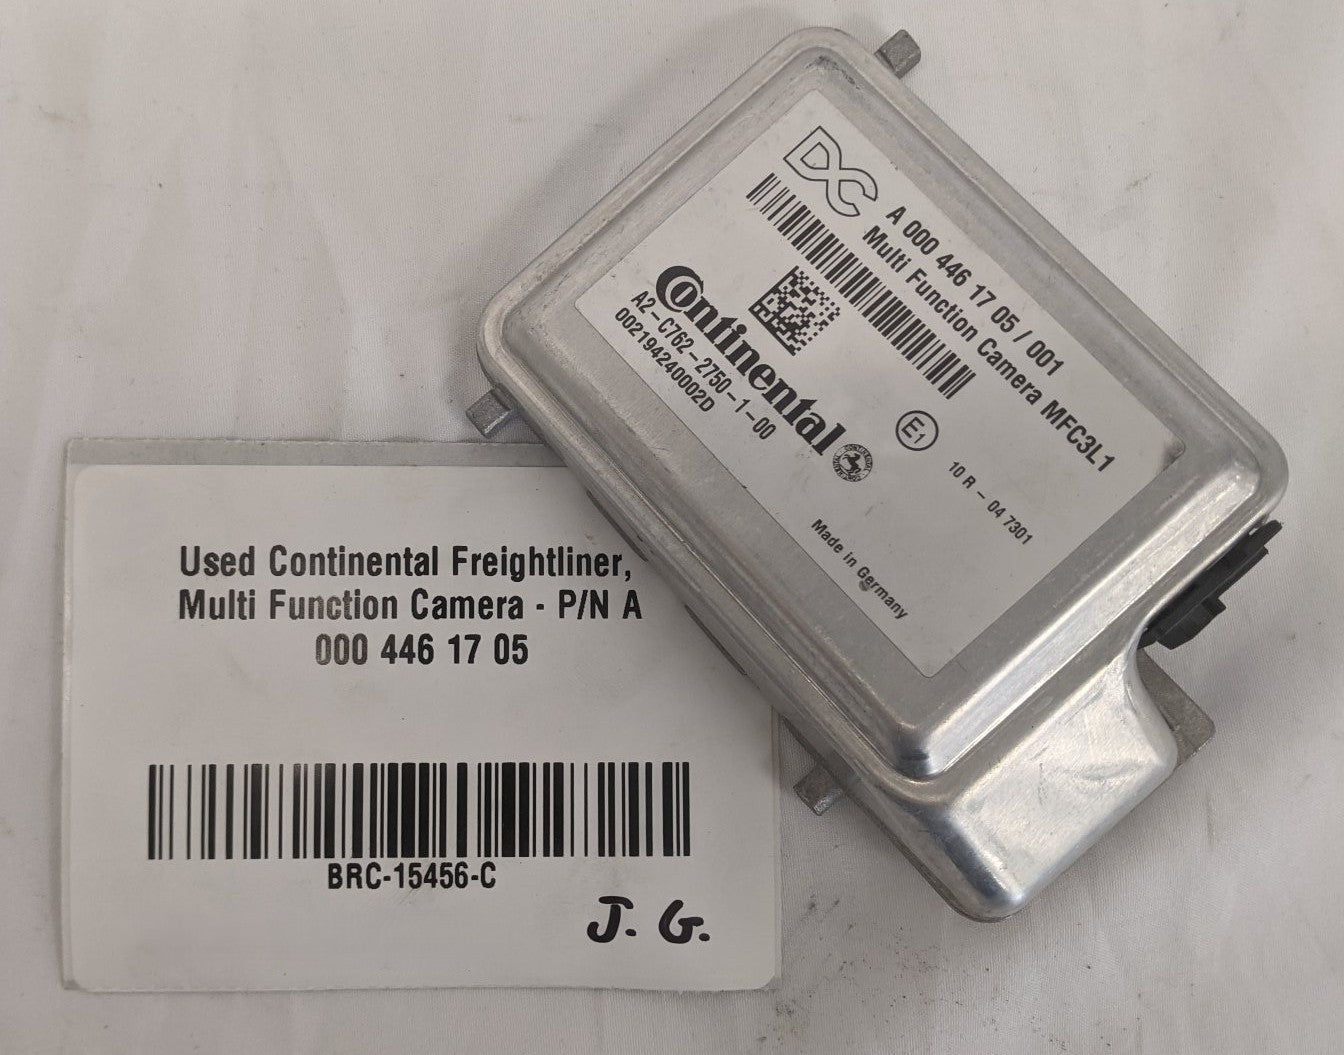 DC
A 000 446 17 05 / 001
Multi Function Camera MFC3L1
Continental
A2-C762-2750-1-00
002194240002D
E1
10 R - 04 7301
Made in Germany
Used Continental Freightliner,
Multi Function Camera - P/N A
000 446 17 05
BRC-15456-C
J. G.